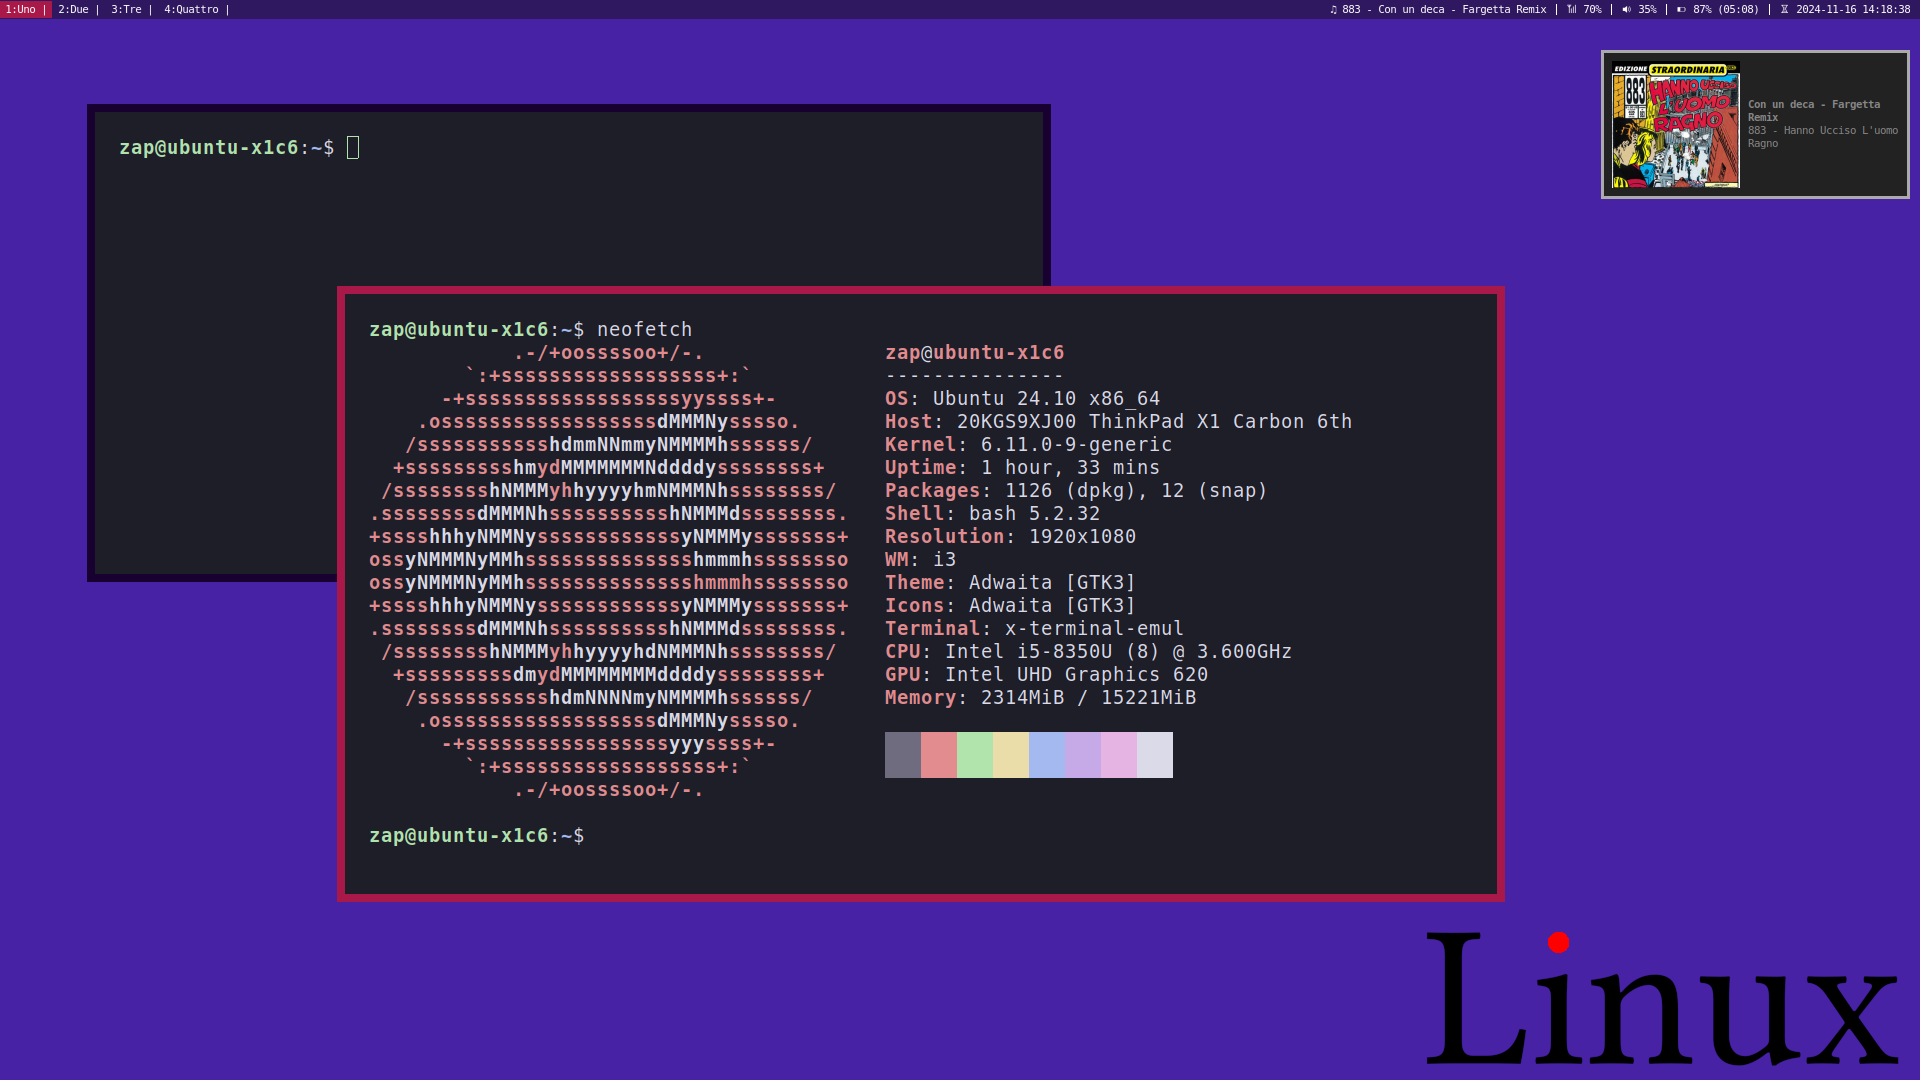 1:Uno | 2:Due | 3:Tre | 4:Quattro |
♫ 883 - Con un deca - Fargetta Remix | 70% | 35% | 87% (05:08) | 2024-11-16 14:18:38
EDIZIONE STRAORDINARIA
883
HANNO UCCISO
L'UOMO
RAGNO
Con un deca - Fargetta
Remix
883 - Hanno Ucciso L'uomo
Ragno
zap@ubuntu-x1c6:~$
zap@ubuntu-x1c6:~$ neofetch
.-/+oossssoo+/-.
`:+ssssssssssssssssss+:`
-+ssssssssssssssssssyyssss+-
.ossssssssssssssssssdMMMNysssso.
/ssssssssssshdmmNNmmyNMMMMhssssss/
+ssssssssshmydMMMMMMMNddddyssssssss+
/sssssssshNMMMyhhyyyyhmNMMMNhssssssss/
.ssssssssdMMMNhsssssssssshNMMMdssssssss.
+sssshhhyNMMNyssssssssssssyNMMMysssssss+
ossyNMMMNyMMhsssssssssssssshmmmhssssssso
ossyNMMMNyMMhsssssssssssssshmmmhssssssso
+sssshhhyNMMNyssssssssssssyNMMMysssssss+
.ssssssssdMMMNhsssssssssshNMMMdssssssss.
/sssssssshNMMMyhhyyyyhdNMMMNhssssssss/
+sssssssssdmydMMMMMMMMddddyssssssss+
/ssssssssssshdmNNNNmyNMMMMhssssss/
.ossssssssssssssssssdMMMNysssso.
-+sssssssssssssssssyyyssss+-
`:+ssssssssssssssssss+:`
.-/+oossssoo+/-.
zap@ubuntu-x1c6
---------------
OS: Ubuntu 24.10 x86_64
Host: 20KGS9XJ00 ThinkPad X1 Carbon 6th
Kernel: 6.11.0-9-generic
Uptime: 1 hour, 33 mins
Packages: 1126 (dpkg), 12 (snap)
Shell: bash 5.2.32
Resolution: 1920x1080
WM: i3
Theme: Adwaita [GTK3]
Icons: Adwaita [GTK3]
Terminal: x-terminal-emul
CPU: Intel i5-8350U (8) @ 3.600GHz
GPU: Intel UHD Graphics 620
Memory: 2314MiB / 15221MiB
zap@ubuntu-x1c6:~$
Linux